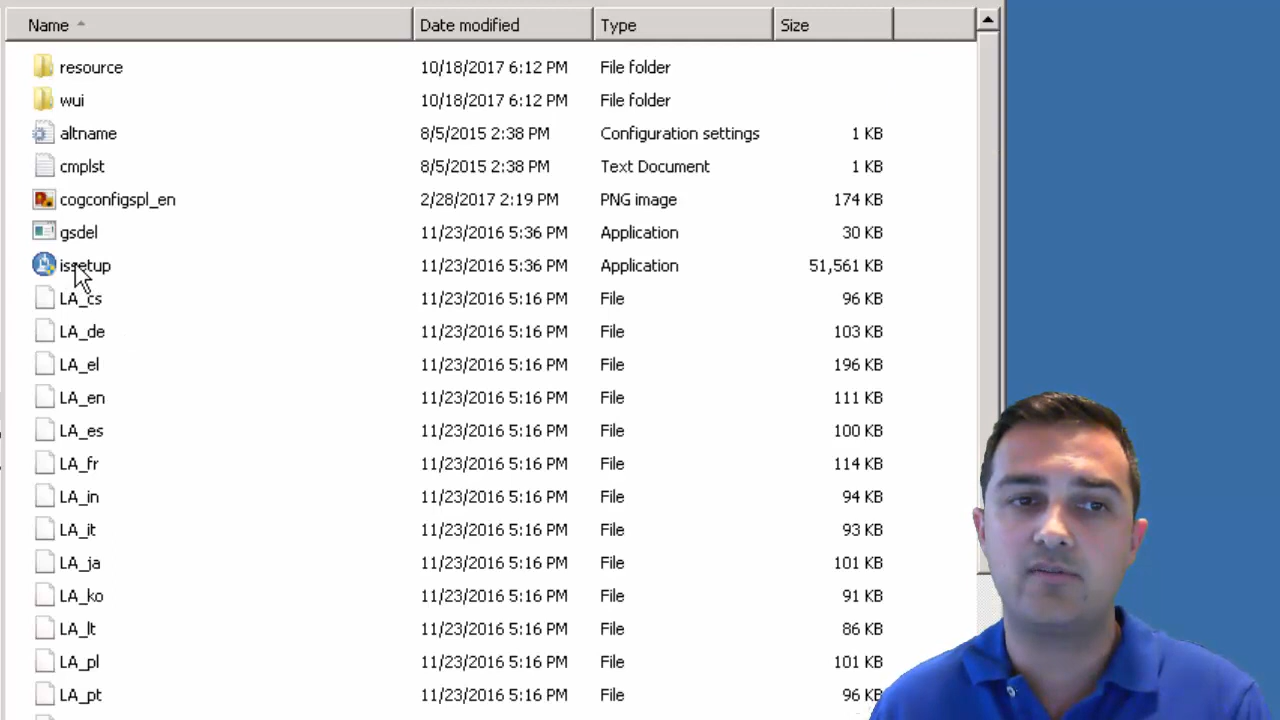 Name Date modified Type Size
resource 10/18/2017 6:12 PM File folder
wui 10/18/2017 6:12 PM File folder
altname 8/5/2015 2:38 PM Configuration settings 1 KB
cmplst 8/5/2015 2:38 PM Text Document 1 KB
cogconfigspl_en 2/28/2017 2:19 PM PNG image 174 KB
gsdel 11/23/2016 5:36 PM Application 30 KB
issetup 11/23/2016 5:36 PM Application 51,561 KB
LA_cs 11/23/2016 5:16 PM File 96 KB
LA_de 11/23/2016 5:16 PM File 103 KB
LA_el 11/23/2016 5:16 PM File 196 KB
LA_en 11/23/2016 5:16 PM File 111 KB
LA_es 11/23/2016 5:16 PM File 100 KB
LA_fr 11/23/2016 5:16 PM File 114 KB
LA_in 11/23/2016 5:16 PM File 94 KB
LA_it 11/23/2016 5:16 PM File 93 KB
LA_ja 11/23/2016 5:16 PM File 101 KB
LA_ko 11/23/2016 5:16 PM File 91 KB
LA_lt 11/23/2016 5:16 PM File 86 KB
LA_pl 11/23/2016 5:16 PM File 101 KB
LA_pt 11/23/2016 5:16 PM File 96 KB